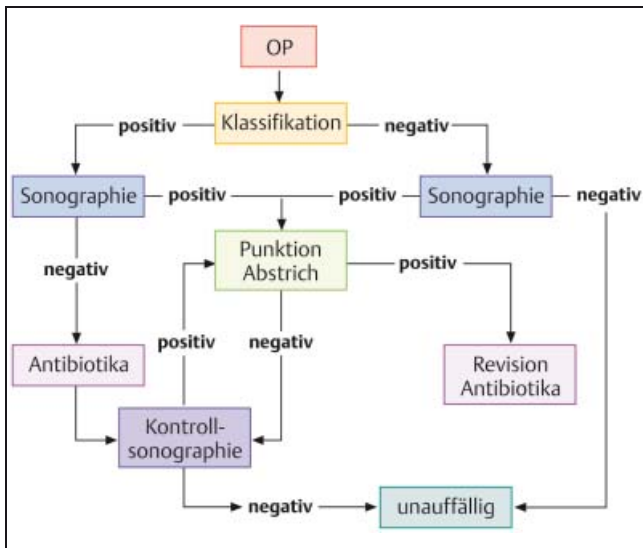 OP
positiv
Klassifikation
negativ
Sonographie
positiv
positiv
Sonographie
negativ
negativ
Punktion
Abstrich
positiv
Antibiotika
positiv
negativ
Revision
Antibiotika
Kontroll-
sonographie
negativ
unauffällig